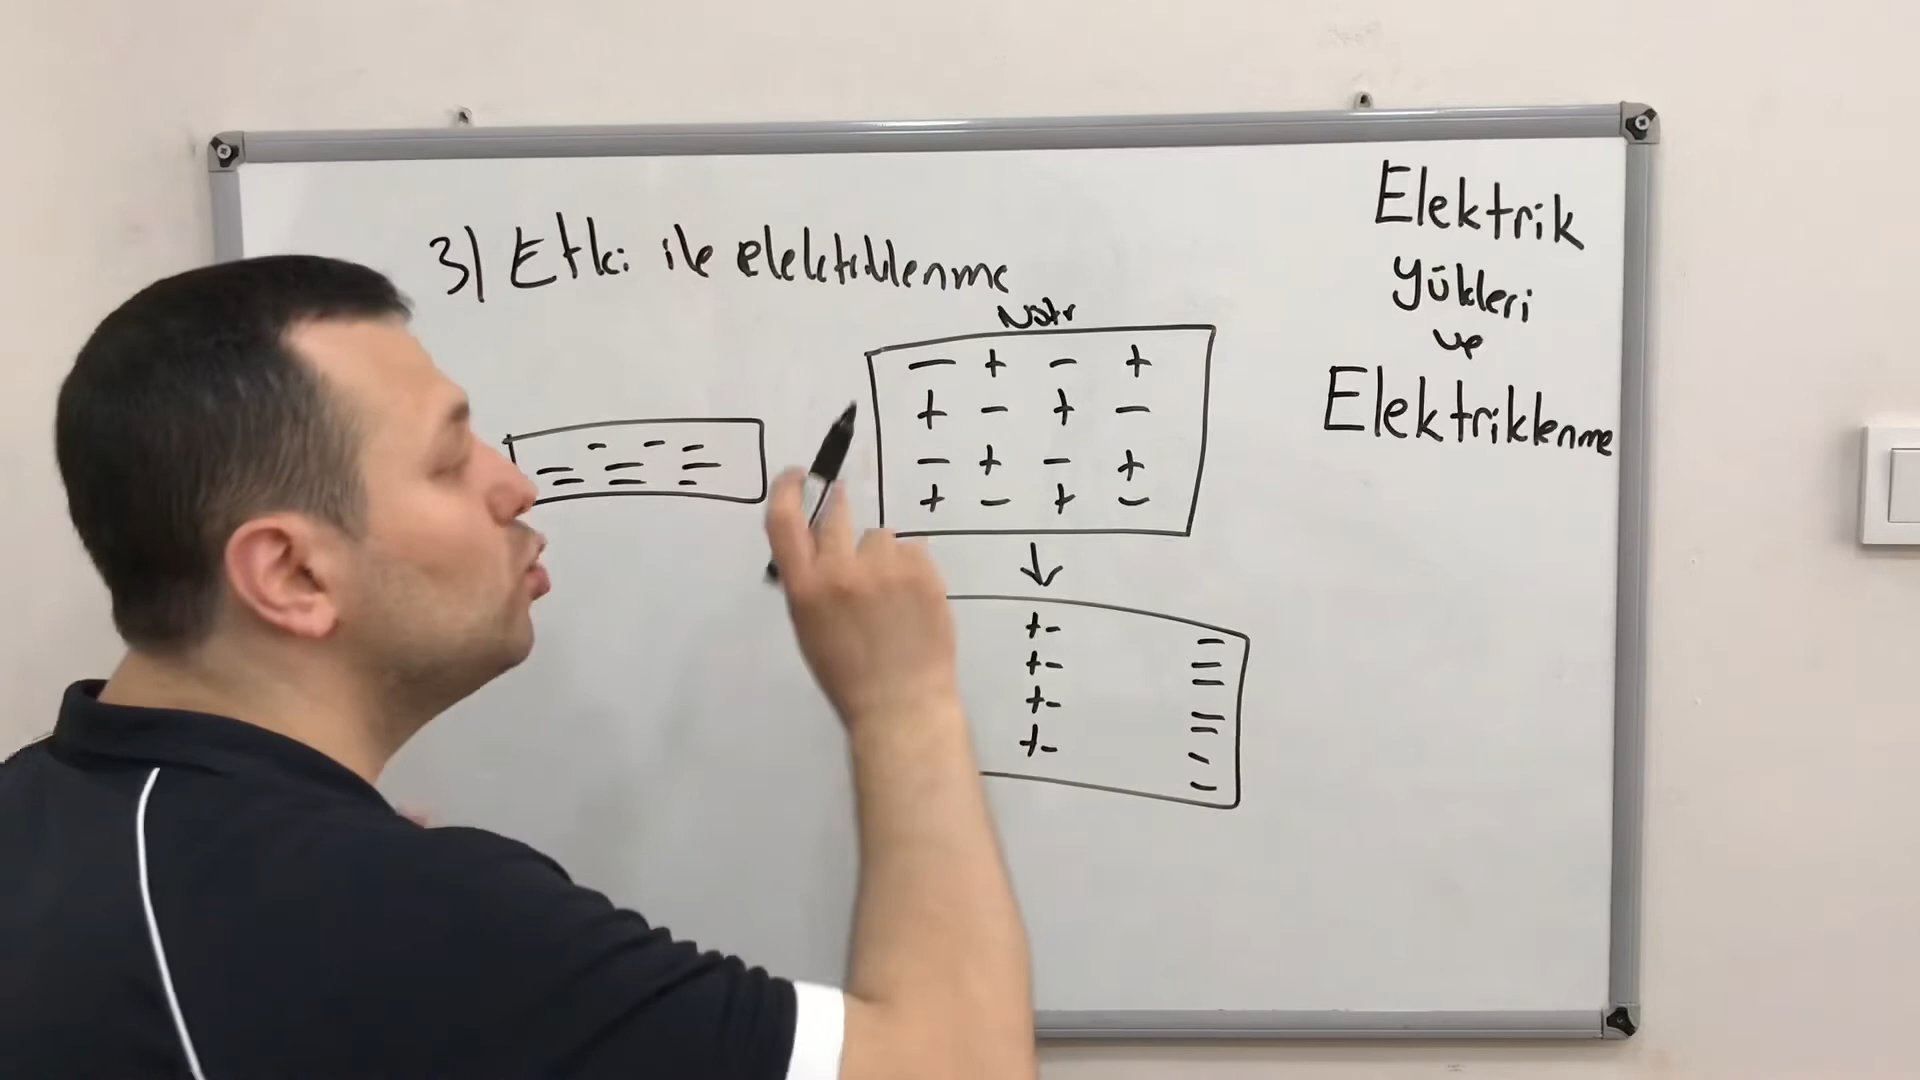 3) Etki ile elektriklenme
Nötr
- + - +
+ - + -
- + - +
+ - + -
+-
+-
+-
+-
Elektrik
yükleri
ve
Elektriklenme